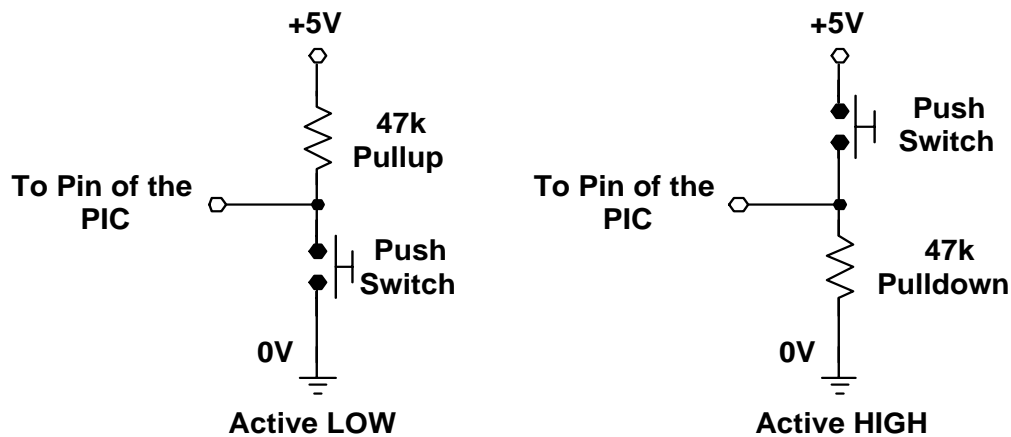 +5V
47k
Pullup
To Pin of the
PIC
Push
Switch
0V
Active LOW
+5V
Push
Switch
To Pin of the
PIC
47k
Pulldown
0V
Active HIGH